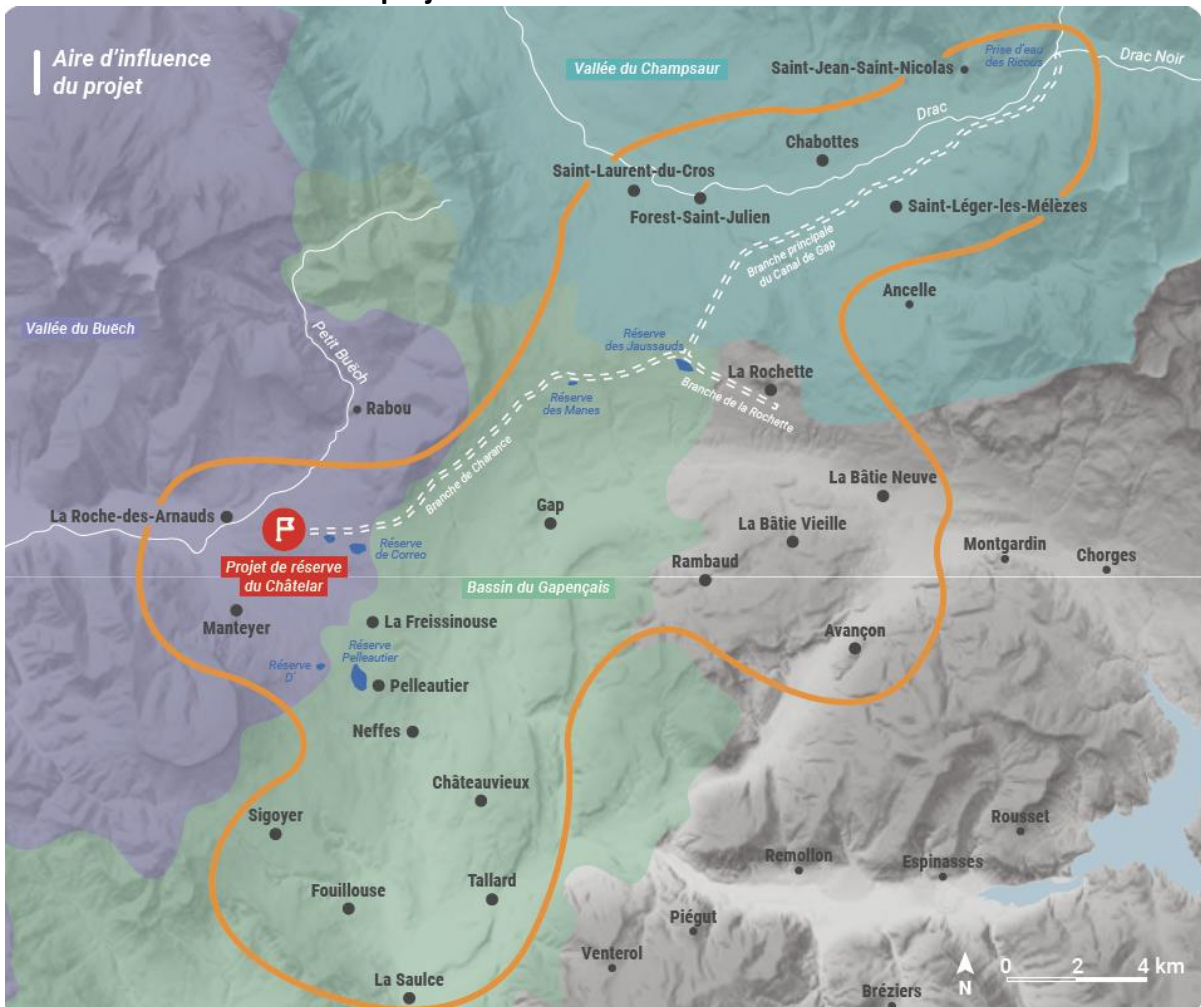 Aire d'influence
du projet
Vallée du Champsaur
Prise d'eau
des Ricous
Saint-Jean-Saint-Nicolas
Drac Noir
Drac
Chabottes
Saint-Laurent-du-Cros
Forest-Saint-Julien
Saint-Léger-les-Mélèzes
Branche principale
du Canal de Gap
Ancelle
Vallée du Buëch
Petit Buëch
Réserve
des Jaussauds
La Rochette
Réserve
des Manes
Branche de la Rochette
Rabou
Branche de Charance
La Bâtie Neuve
La Roche-des-Arnauds
Gap
La Bâtie Vieille
Réserve
de Correo
Montgardin
Chorges
Projet de réserve
du Châtelar
Rambaud
Bassin du Gapençais
Manteyer
La Freissinouse
Avançon
Réserve
Pelleautier
Réserve
D'
Pelleautier
Neffes
Châteauvieux
Sigoyer
Rousset
Remollon
Espinasses
Fouillouse
Tallard
Piégut
Venterol
La Saulce
Bréziers
N
0 2 4 km